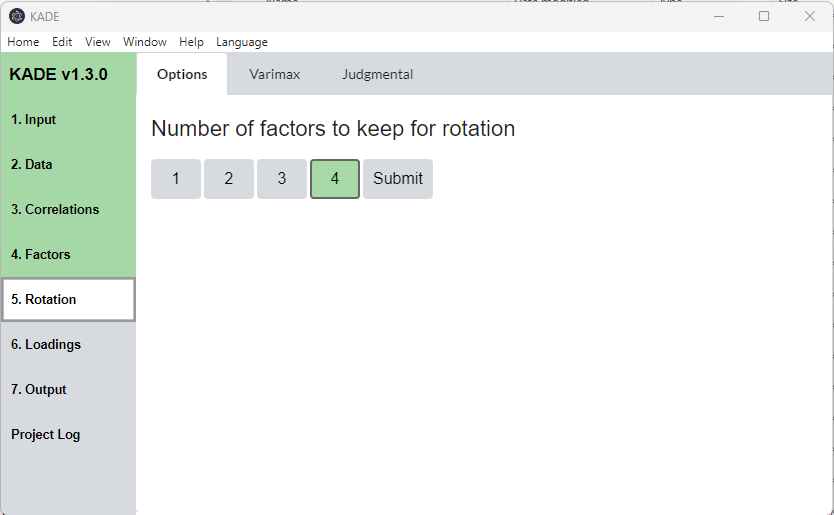 KADE
Home Edit View Window Help Language
KADE v1.3.0
Options Varimax Judgmental
1. Input
2. Data
3. Correlations
4. Factors
5. Rotation
6. Loadings
7. Output
Project Log
Number of factors to keep for rotation
1 2 3 4 Submit